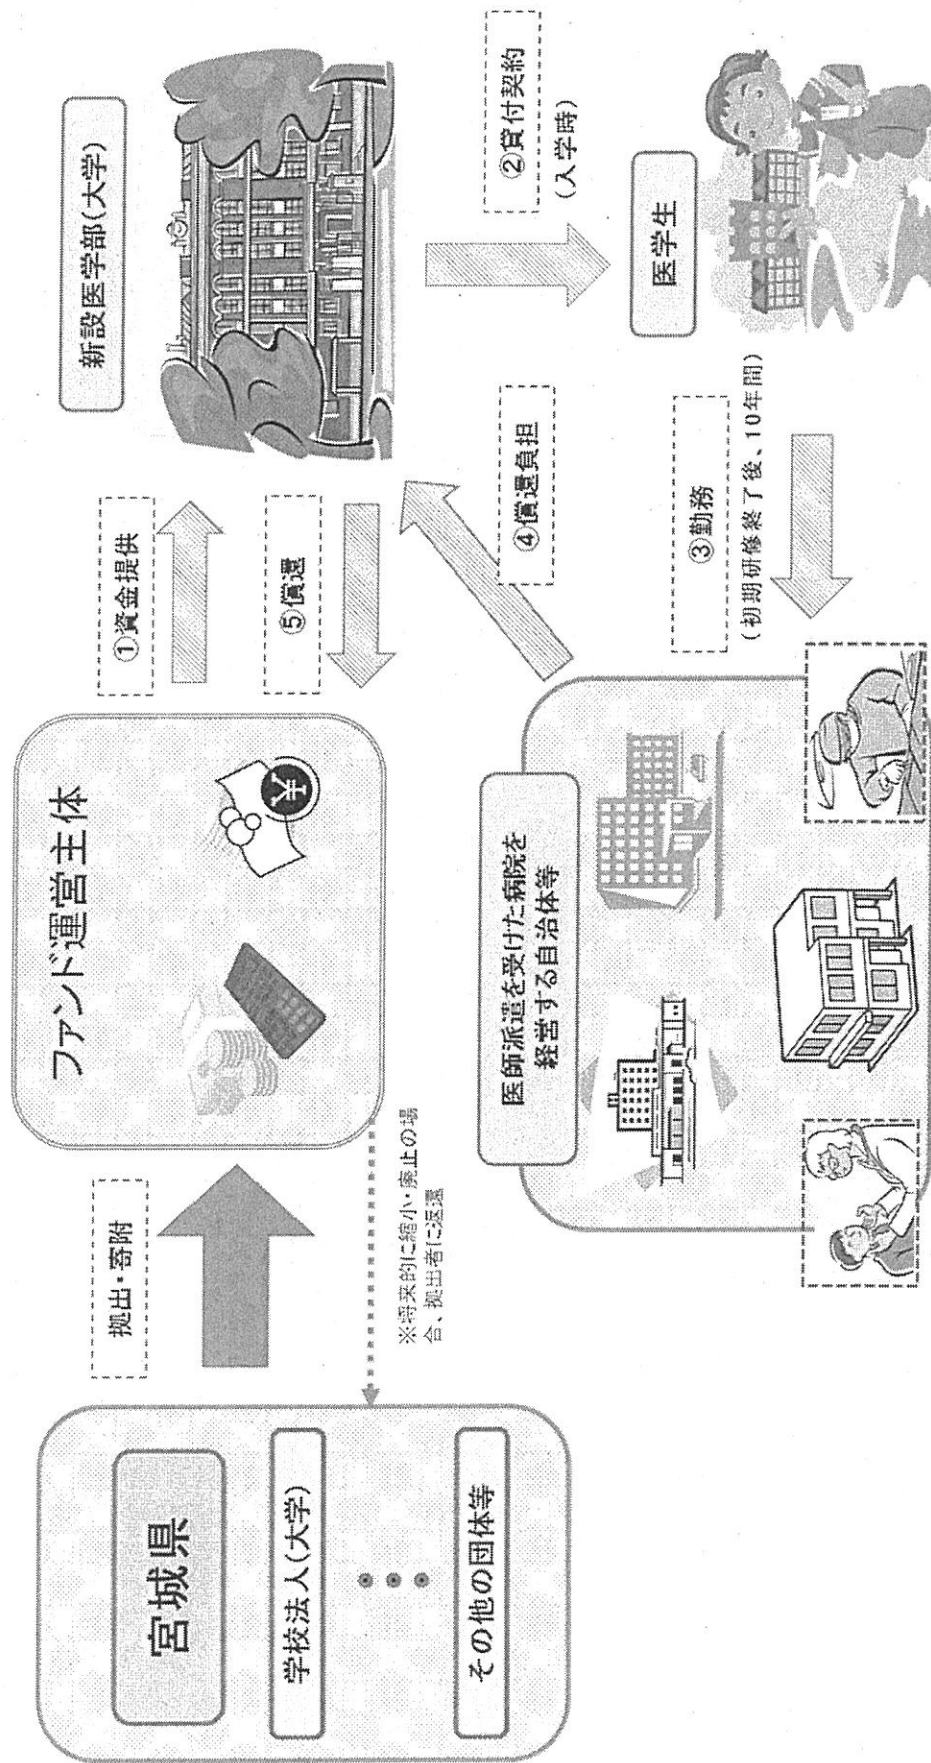 宮城県
学校法人(大学)
その他の団体等
拠出・寄附
※将来的に縮小・廃止の場
合、拠出者に返還
ファンド運営主体
¥
①資金提供
⑤償還
新設医学部(大学)
②貸付契約
(入学時)
医学生
④償還負担
③勤務
(初期研修終了後、10年間)
医師派遣を受けた病院を
経営する自治体等